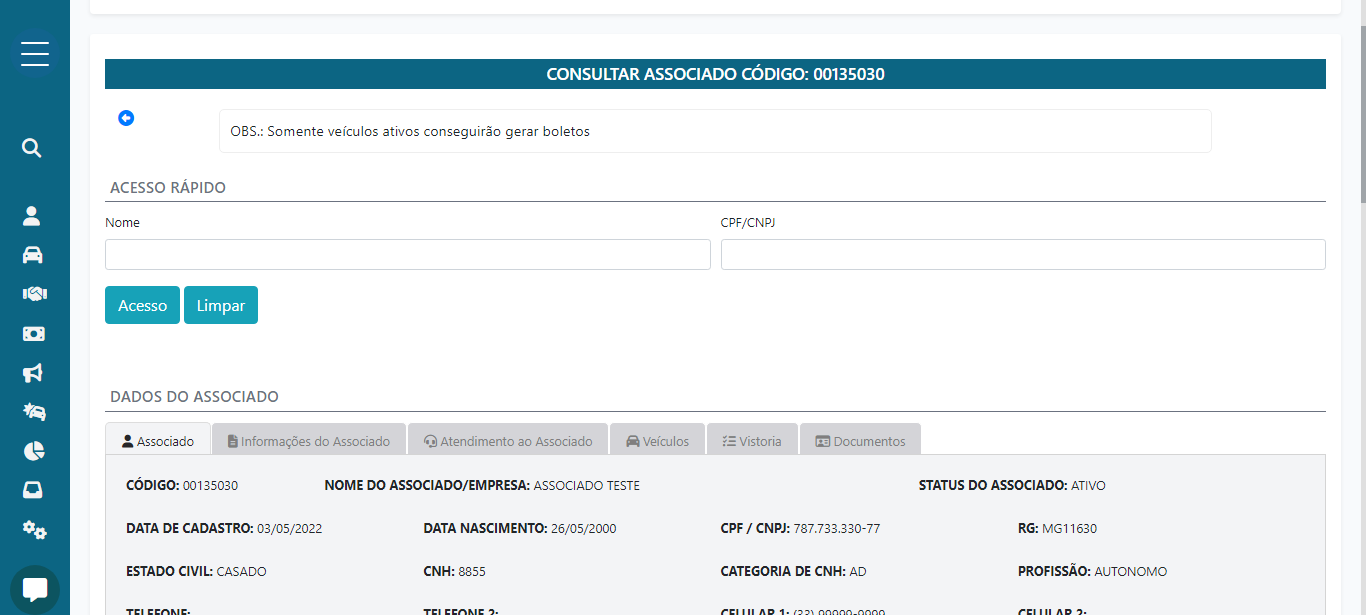 CONSULTAR ASSOCIADO CÓDIGO: 00135030
OBS.: Somente veículos ativos conseguirão gerar boletos
ACESSO RÁPIDO
Nome CPF/CNPJ
Acesso Limpar
DADOS DO ASSOCIADO
Associado Informações do Associado Atendimento ao Associado Veículos Vistoria Documentos
CÓDIGO: 00135030 NOME DO ASSOCIADO/EMPRESA: ASSOCIADO TESTE STATUS DO ASSOCIADO: ATIVO
DATA DE CADASTRO: 03/05/2022 DATA NASCIMENTO: 26/05/2000 CPF / CNPJ: 787.733.330-77 RG: MG11630
ESTADO CIVIL: CASADO CNH: 8855 CATEGORIA DE CNH: AD PROFISSÃO: AUTONOMO
TELEFONE: TELEFONE 2: CELULAR 1: (33) 99999-9999 CELULAR 2: